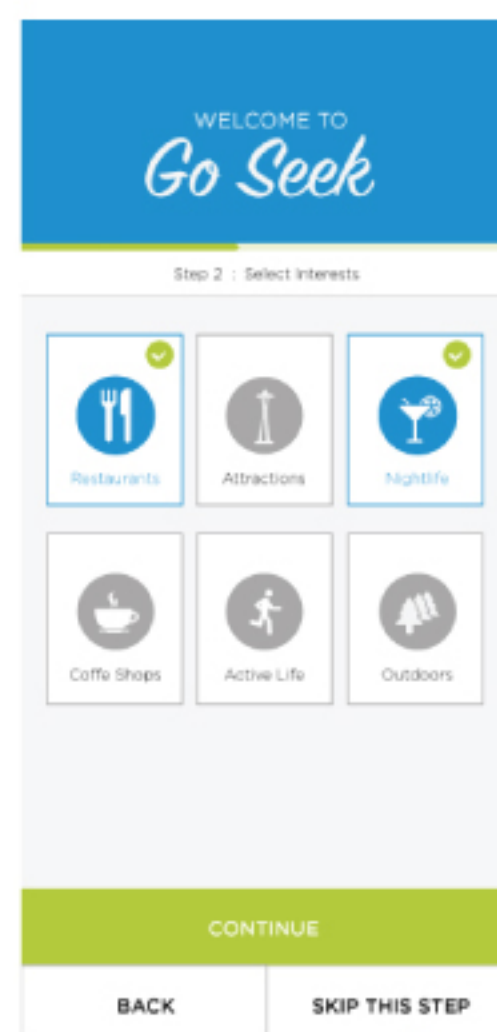 WELCOME TO
Go Seek
Step 2 : Select Interests
Restaurants
Attractions
Nightlife
Coffe Shops
Active Life
Outdoors
CONTINUE
BACK
SKIP THIS STEP